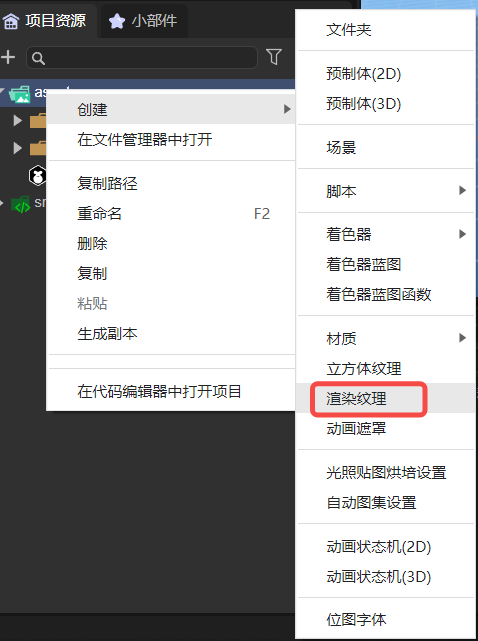 项目资源
小部件
创建
在文件管理器中打开
复制路径
重命名 F2
删除
复制
粘贴
生成副本
在代码编辑器中打开项目
文件夹
预制体(2D)
预制体(3D)
场景
脚本
着色器
着色器蓝图
着色器蓝图函数
材质
立方体纹理
渲染纹理
动画遮罩
光照贴图烘培设置
自动图集设置
动画状态机(2D)
动画状态机(3D)
位图字体